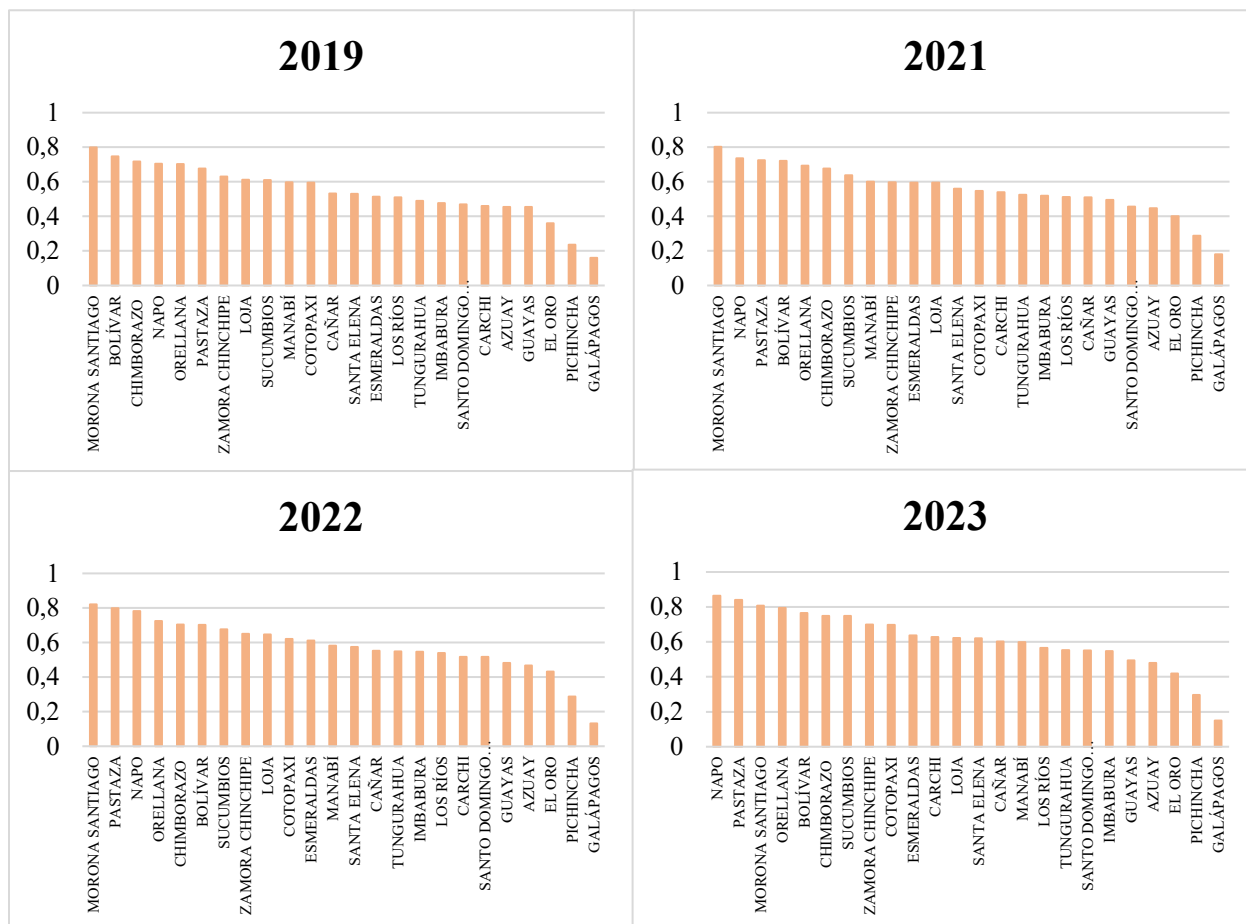 2019
1
0,8
0,6
0,4
0,2
0
MORONA SANTIAGO
BOLÍVAR
CHIMBORAZO
NAPO
ORELLANA
PASTAZA
ZAMORA CHINCHIPE
LOJA
SUCUMBIOS
MANABÍ
COTOPAXI
CAÑAR
SANTA ELENA
ESMERALDAS
LOS RÍOS
TUNGURAHUA
IMBABURA
SANTO DOMINGO…
CARCHI
AZUAY
GUAYAS
EL ORO
PICHINCHA
GALÁPAGOS
2021
1
0,8
0,6
0,4
0,2
0
MORONA SANTIAGO
NAPO
PASTAZA
BOLÍVAR
ORELLANA
CHIMBORAZO
SUCUMBIOS
MANABÍ
ZAMORA CHINCHIPE
ESMERALDAS
LOJA
SANTA ELENA
COTOPAXI
CARCHI
TUNGURAHUA
IMBABURA
LOS RÍOS
CAÑAR
GUAYAS
SANTO DOMINGO…
AZUAY
EL ORO
PICHINCHA
GALÁPAGOS
2022
1
0,8
0,6
0,4
0,2
0
MORONA SANTIAGO
PASTAZA
NAPO
ORELLANA
CHIMBORAZO
BOLÍVAR
SUCUMBIOS
ZAMORA CHINCHIPE
LOJA
COTOPAXI
ESMERALDAS
MANABÍ
SANTA ELENA
CAÑAR
TUNGURAHUA
IMBABURA
LOS RÍOS
CARCHI
SANTO DOMINGO…
GUAYAS
AZUAY
EL ORO
PICHINCHA
GALÁPAGOS
2023
1
0,8
0,6
0,4
0,2
0
NAPO
PASTAZA
MORONA SANTIAGO
ORELLANA
BOLÍVAR
CHIMBORAZO
SUCUMBIOS
ZAMORA CHINCHIPE
COTOPAXI
ESMERALDAS
CARCHI
LOJA
SANTA ELENA
CAÑAR
MANABÍ
LOS RÍOS
TUNGURAHUA
SANTO DOMINGO…
IMBABURA
GUAYAS
AZUAY
EL ORO
PICHINCHA
GALÁPAGOS